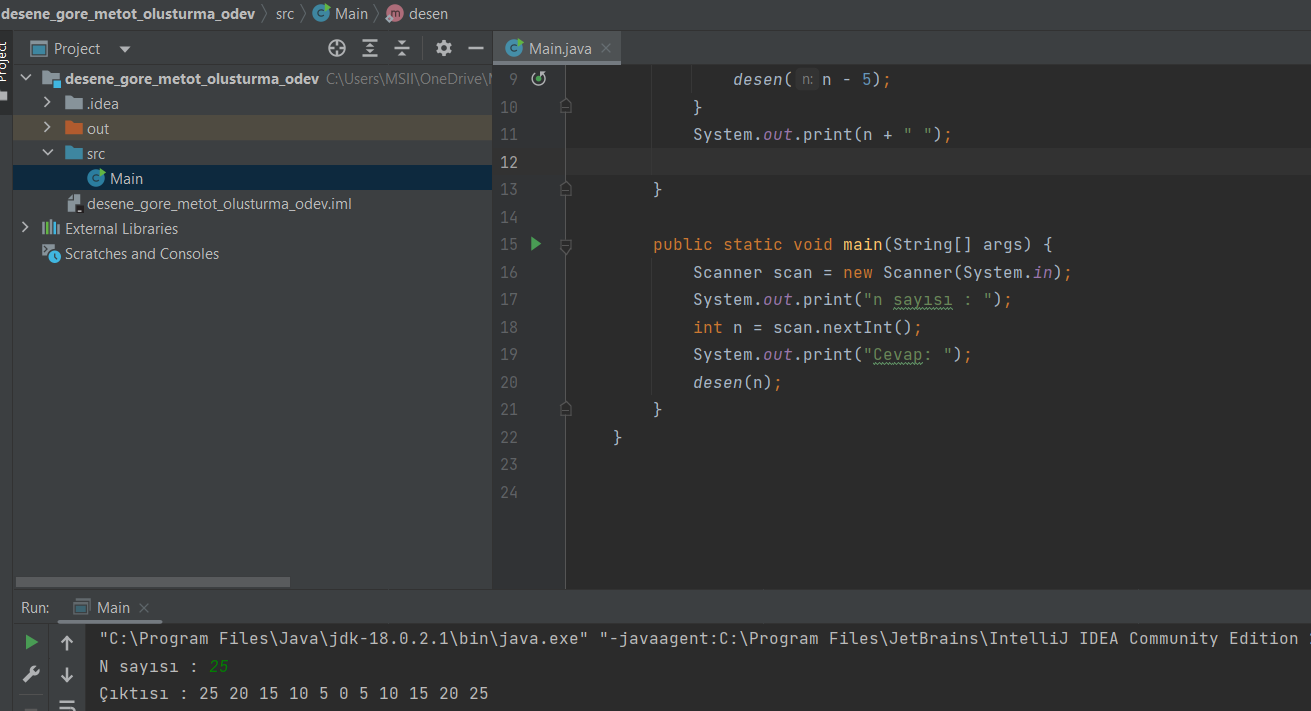 desene_gore_metot_olusturma_odev src Main desen
Project
Project
Main.java
desene_gore_metot_olusturma_odev C:\Users\MSII\OneDrive\
.idea
out
src
Main
desene_gore_metot_olusturma_odev.iml
External Libraries
Scratches and Consoles
9 desen( n: n - 5);
10 }
11 System.out.print(n + " ");
12
13 }
14
15 public static void main(String[] args) {
16 Scanner scan = new Scanner(System.in);
17 System.out.print("n sayısı : ");
18 int n = scan.nextInt();
19 System.out.print("Cevap: ");
20 desen(n);
21 }
22 }
23
24
Run: Main
"C:\Program Files\Java\jdk-18.0.2.1\bin\java.exe" "-javaagent:C:\Program Files\JetBrains\IntelliJ IDEA Community Edition
N sayısı : 25
Çıktısı : 25 20 15 10 5 0 5 10 15 20 25